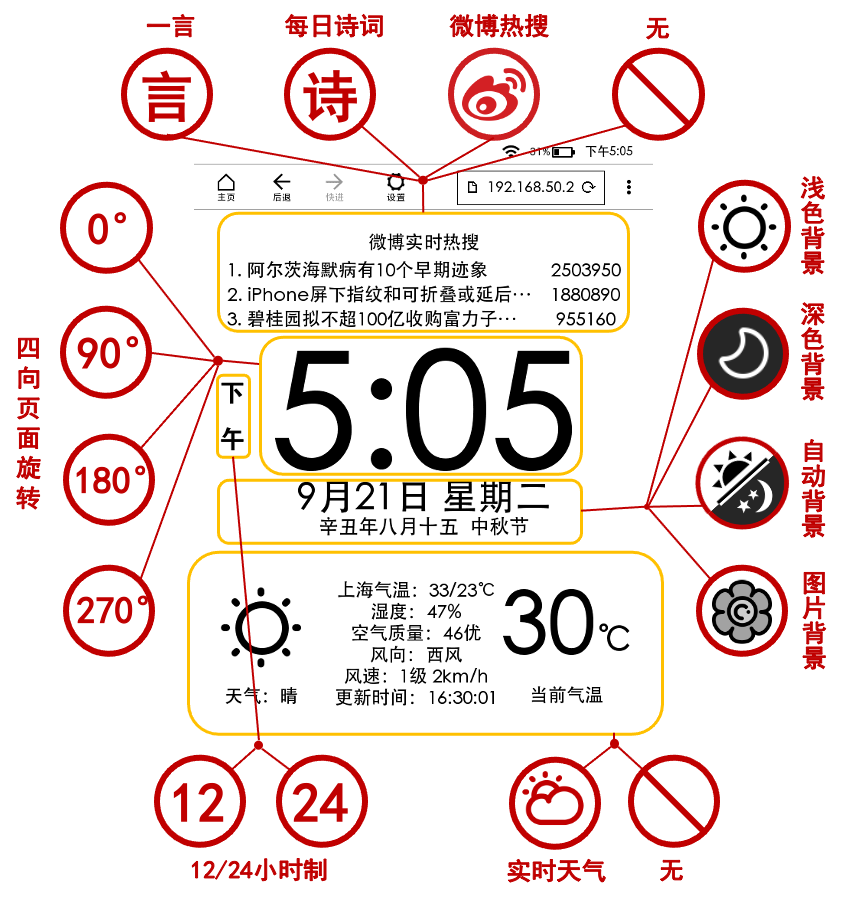 一言
每日诗词
微博热搜
无
言
诗
31%
下午5:05
主页
后退
快进
设置
192.168.50.2
0°
90°
180°
270°
四向页面旋转
微博实时热搜
1. 阿尔茨海默病有10个早期迹象 2503950
2. iPhone屏下指纹和可折叠或延后… 1880890
3. 碧桂园拟不超100亿收购富力子… 955160
下午
5:05
9月21日 星期二
辛丑年八月十五 中秋节
浅色背景
深色背景
自动背景
图片背景
上海气温：33/23℃
湿度：47%
空气质量：46优
风向：西风
风速：1级 2km/h
更新时间：16:30:01
天气：晴
30℃
当前气温
12
24
12/24小时制
实时天气
无